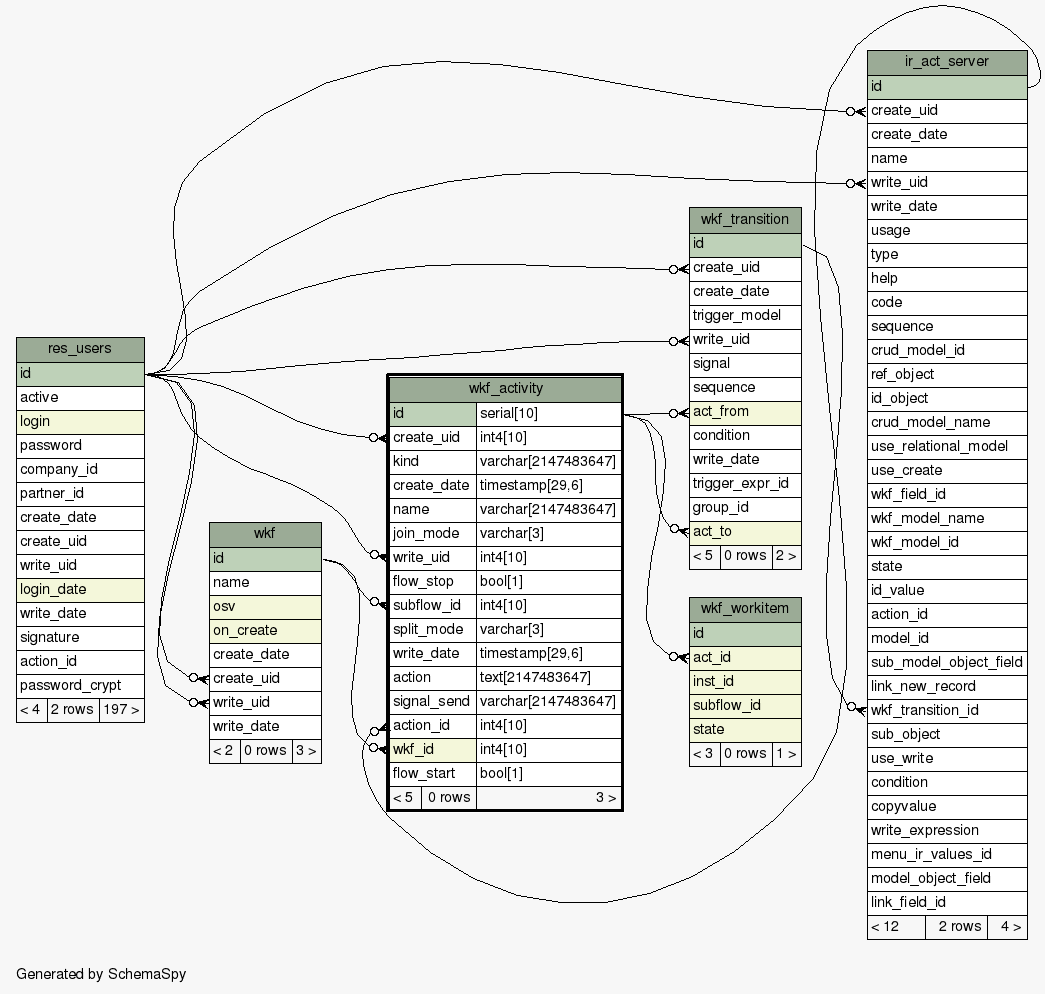 ir_act_server
id
create_uid
create_date
name
write_uid
write_date
usage
type
help
code
sequence
crud_model_id
ref_object
id_object
crud_model_name
use_relational_model
use_create
wkf_field_id
wkf_model_name
wkf_model_id
state
id_value
action_id
model_id
sub_model_object_field
link_new_record
wkf_transition_id
sub_object
use_write
condition
copyvalue
write_expression
menu_ir_values_id
model_object_field
link_field_id
< 12 2 rows 4 >
wkf_transition
id
create_uid
create_date
trigger_model
write_uid
signal
sequence
act_from
condition
write_date
trigger_expr_id
group_id
act_to
< 5 0 rows 2 >
res_users
id
active
login
password
company_id
partner_id
create_date
create_uid
write_uid
login_date
write_date
signature
action_id
password_crypt
< 4 2 rows 197 >
wkf_activity
id serial[10]
create_uid int4[10]
kind varchar[2147483647]
create_date timestamp[29,6]
name varchar[2147483647]
join_mode varchar[3]
write_uid int4[10]
flow_stop bool[1]
subflow_id int4[10]
split_mode varchar[3]
write_date timestamp[29,6]
action text[2147483647]
signal_send varchar[2147483647]
action_id int4[10]
wkf_id int4[10]
flow_start bool[1]
< 5 0 rows 3 >
wkf
id
name
osv
on_create
create_date
create_uid
write_uid
write_date
< 2 0 rows 3 >
wkf_workitem
id
act_id
inst_id
subflow_id
state
< 3 0 rows 1 >
Generated by SchemaSpy